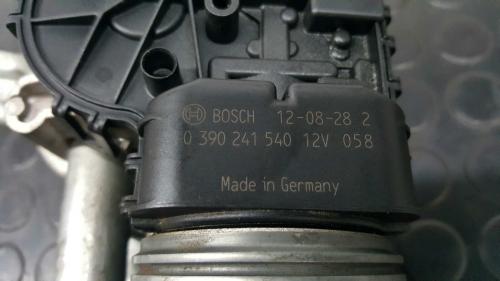 BOSCH 12-08-28 2
0 390 241 540 12V 058
Made in Germany